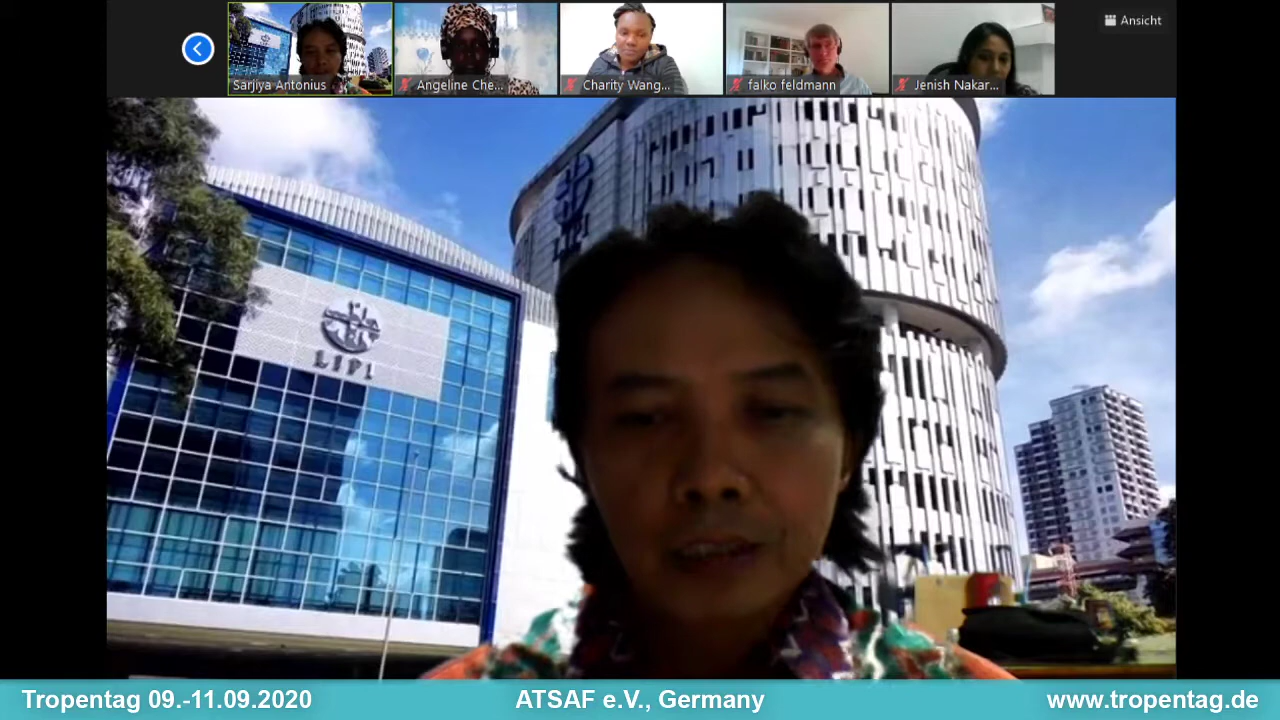 Ansicht
Sarjiya Antonius
Angeline Che...
Charity Wang...
falko feldmann
Jenish Nakar...
LIPI
LIPI
Tropentag 09.-11.09.2020
ATSAF e.V., Germany
www.tropentag.de